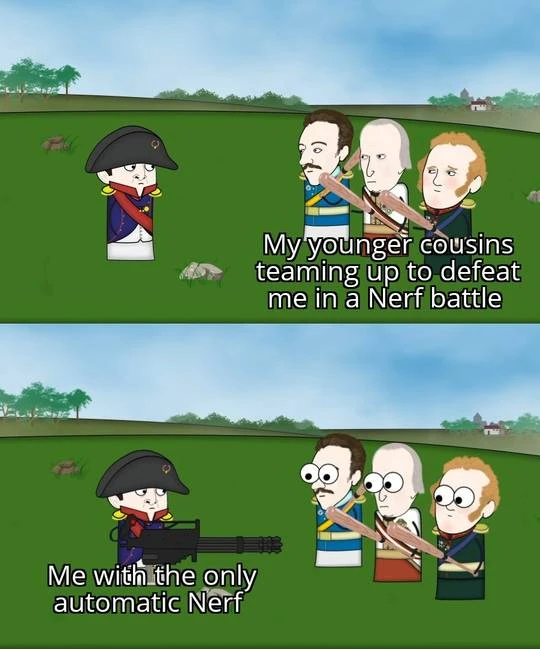 My younger cousins
teaming up to defeat
me in a Nerf battle
Me with the only
automatic Nerf